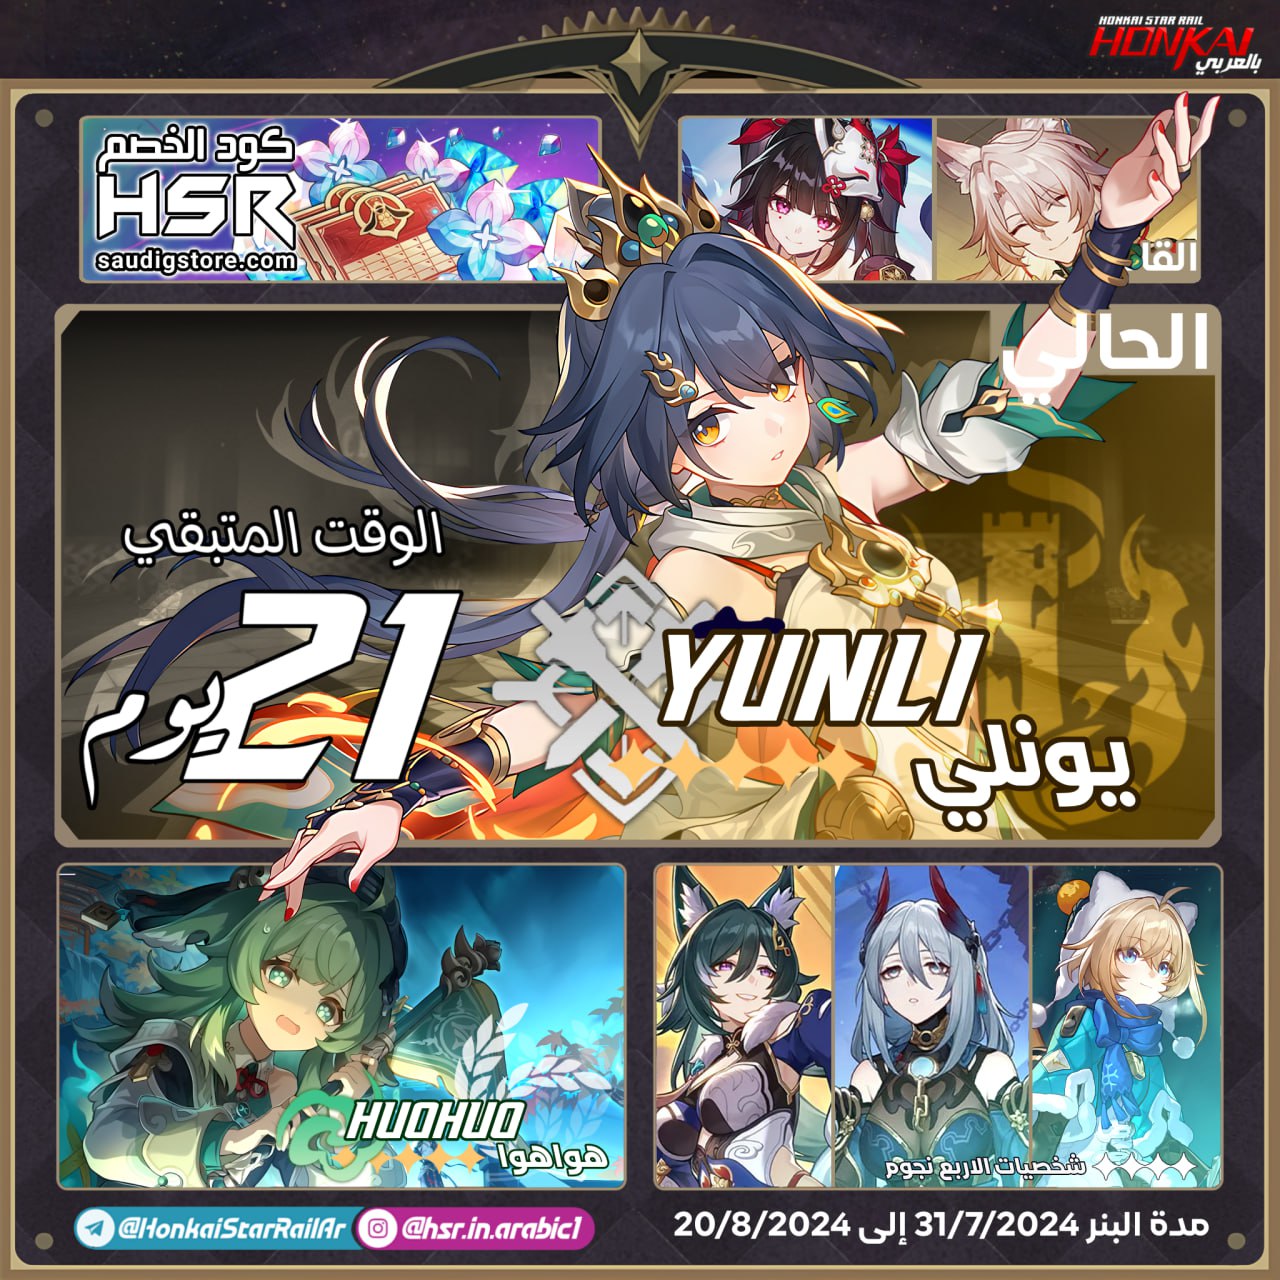 HONKAI STAR RAIL
HONKAI
بالعربي
كود الخصم
HSR
saudigstore.com
الحالي
الوقت المتبقي
21 يوم
YUNLI
يونلي
HUOHUO
هواهوا
شخصيات الاربع نجوم
@HonkaiStarRailAr
@hsr.in.arabic1
مدة البنر 31/7/2024 إلى 20/8/2024